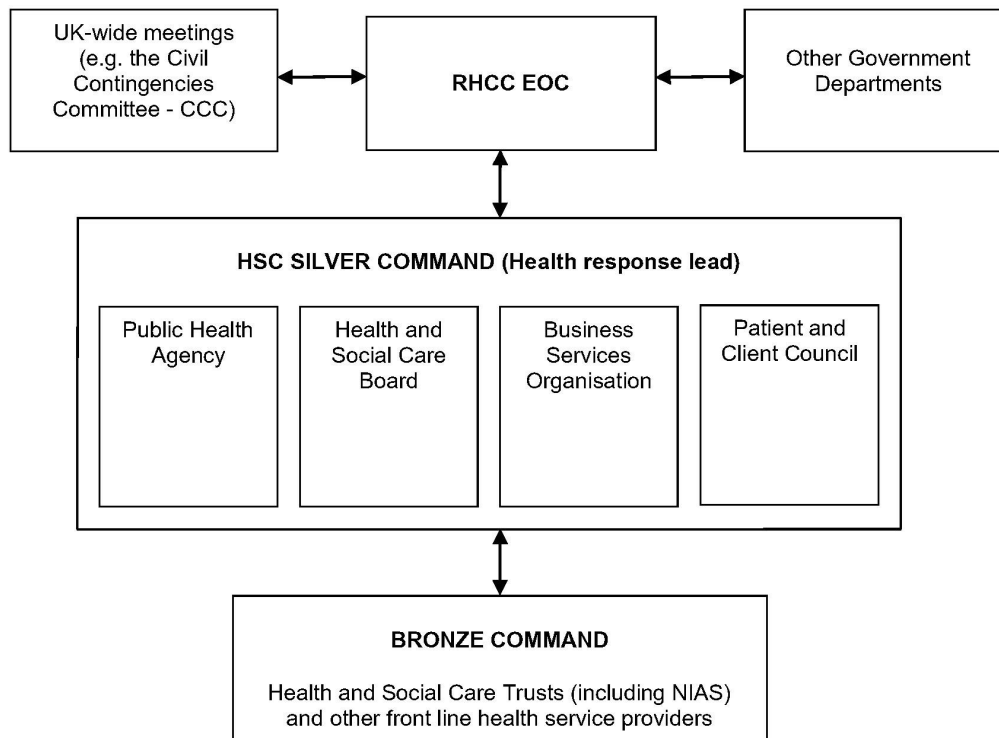 UK-wide meetings
(e.g. the Civil
Contingencies
Committee - CCC)
RHCC EOC
Other Government
Departments
HSC SILVER COMMAND (Health response lead)
Public Health
Agency
Health and
Social Care
Board
Business
Services
Organisation
Patient and
Client Council
BRONZE COMMAND
Health and Social Care Trusts (including NIAS)
and other front line health service providers